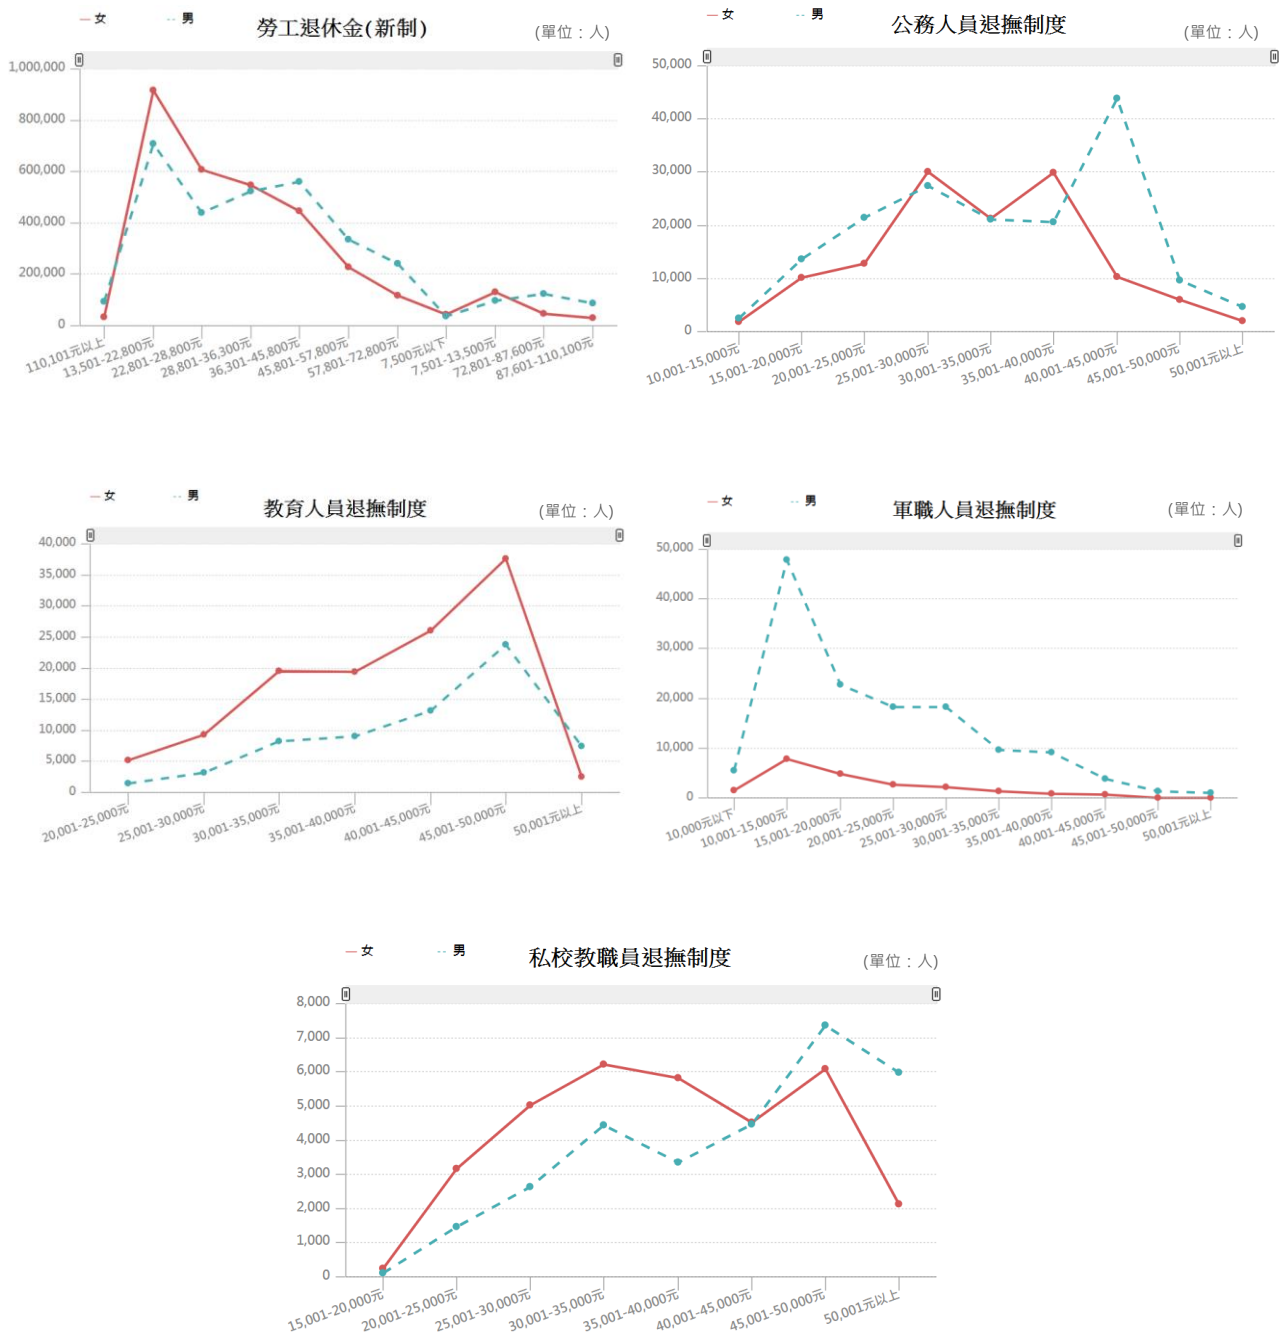 女 男 勞工退休金(新制) (單位：人)
1,000,000
800,000
600,000
400,000
200,000
0
110,101元以上
13,501-22,800元
22,801-28,800元
28,801-36,300元
36,301-45,800元
45,801-57,800元
57,801-72,800元
7,500元以下
7,501-13,500元
72,801-87,600元
87,601-110,100元
女 男 公務人員退撫制度 (單位：人)
50,000
40,000
30,000
20,000
10,000
0
10,001-15,000元
15,001-20,000元
20,001-25,000元
25,001-30,000元
30,001-35,000元
35,001-40,000元
40,001-45,000元
45,001-50,000元
50,001元以上
女 男 教育人員退撫制度 (單位：人)
40,000
35,000
30,000
25,000
20,000
15,000
10,000
5,000
0
20,001-25,000元
25,001-30,000元
30,001-35,000元
35,001-40,000元
40,001-45,000元
45,001-50,000元
50,001元以上
女 男 軍職人員退撫制度 (單位：人)
50,000
40,000
30,000
20,000
10,000
0
10,000元以下
10,001-15,000元
15,001-20,000元
20,001-25,000元
25,001-30,000元
30,001-35,000元
35,001-40,000元
40,001-45,000元
45,001-50,000元
50,001元以上
女 男 私校教職員退撫制度 (單位：人)
8,000
7,000
6,000
5,000
4,000
3,000
2,000
1,000
0
15,001-20,000元
20,001-25,000元
25,001-30,000元
30,001-35,000元
35,001-40,000元
40,001-45,000元
45,001-50,000元
50,001元以上